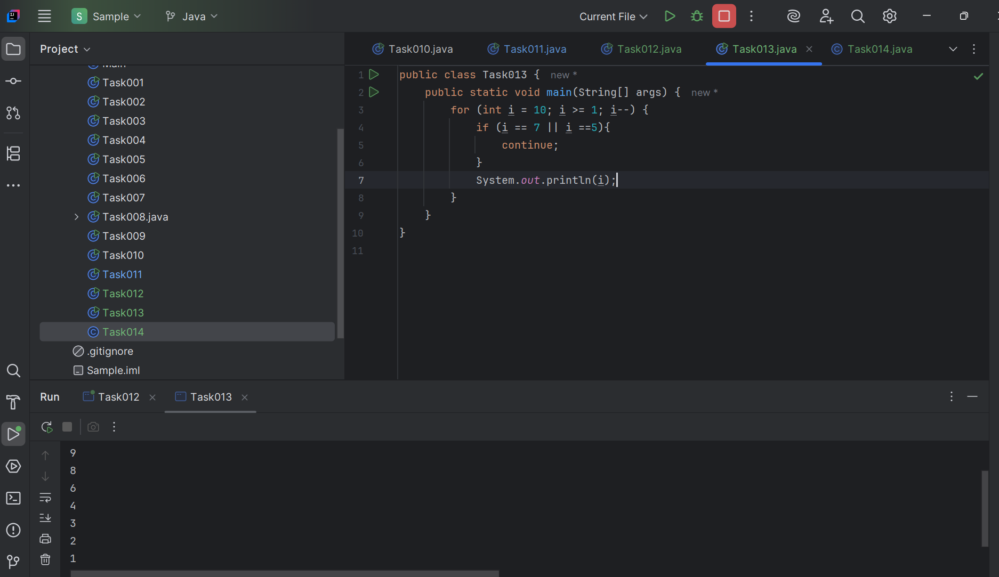 S Sample Java Current File
Project
Task010.java Task011.java Task012.java Task013.java Task014.java
Main
Task001
Task002
Task003
Task004
Task005
Task006
Task007
Task008.java
Task009
Task010
Task011
Task012
Task013
Task014
.gitignore
Sample.iml
1 public class Task013 { new *
2 public static void main(String[] args) { new *
3 for (int i = 10; i >= 1; i--) {
4 if (i == 7 || i ==5){
5 continue;
6 }
7 System.out.println(i);
8 }
9 }
10 }
11
Run Task012 Task013
9
8
6
4
3
2
1